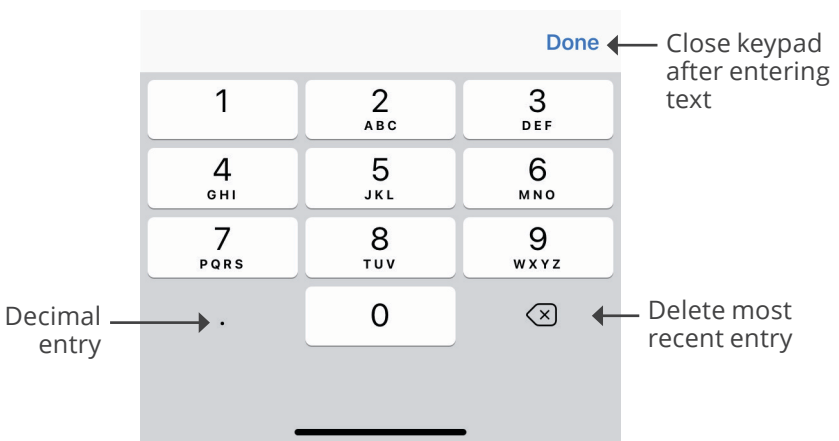 Done
Close keypad
after entering
text
1
2
ABC
3
DEF
4
GHI
5
JKL
6
MNO
7
PQRS
8
TUV
9
WXYZ
Decimal
entry
.
0
Delete most
recent entry